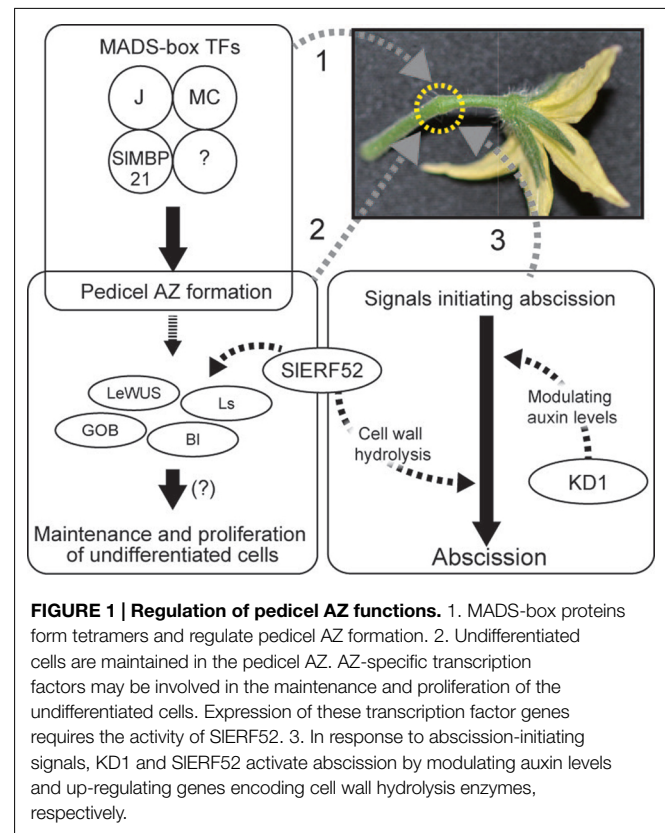 MADS-box TFs
J
MC
SlMBP
21
?
Pedicel AZ formation
LeWUS
Ls
GOB
Bl
(?)
Maintenance and proliferation
of undifferentiated cells
1
2
3
SlERF52
Cell wall
hydrolysis
Signals initiating abscission
Modulating
auxin levels
KD1
Abscission
FIGURE 1 | Regulation of pedicel AZ functions. 1. MADS-box proteins
form tetramers and regulate pedicel AZ formation. 2. Undifferentiated
cells are maintained in the pedicel AZ. AZ-specific transcription
factors may be involved in the maintenance and proliferation of the
undifferentiated cells. Expression of these transcription factor genes
requires the activity of SlERF52. 3. In response to abscission-initiating
signals, KD1 and SlERF52 activate abscission by modulating auxin levels
and up-regulating genes encoding cell wall hydrolysis enzymes,
respectively.